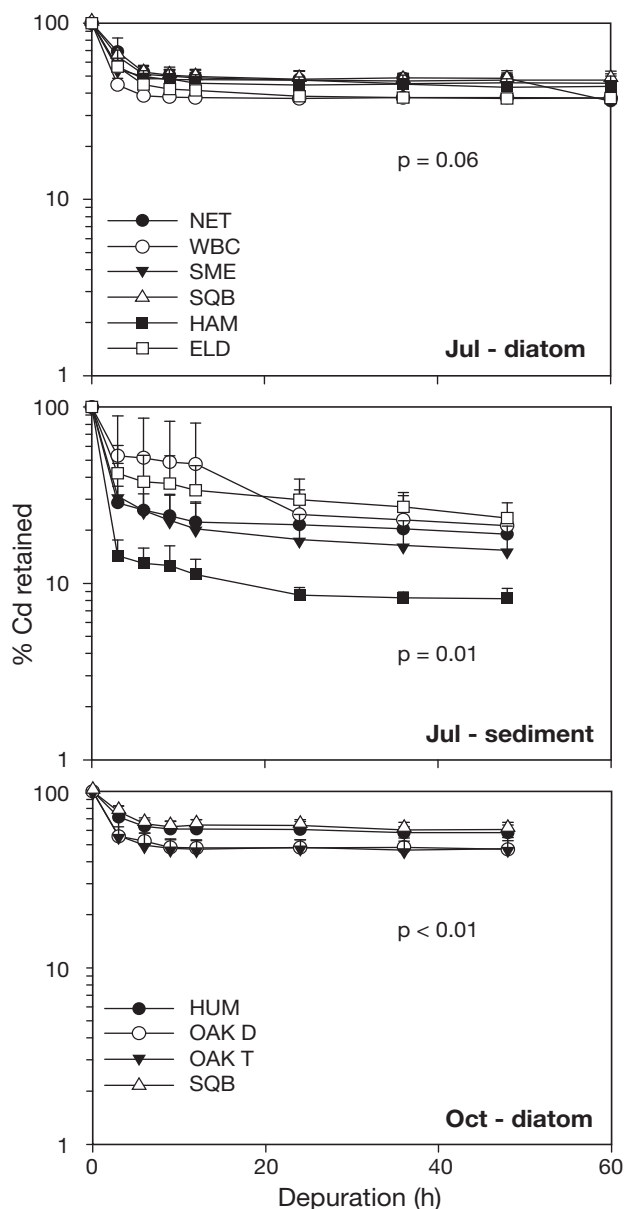 100
10
1
p = 0.06
NET
WBC
SME
SQB
HAM
ELD
Jul - diatom
% Cd retained
100
10
1
p = 0.01
Jul - sediment
100
10
1
p < 0.01
HUM
OAK D
OAK T
SQB
Oct - diatom
0 20 40 60
Depuration (h)